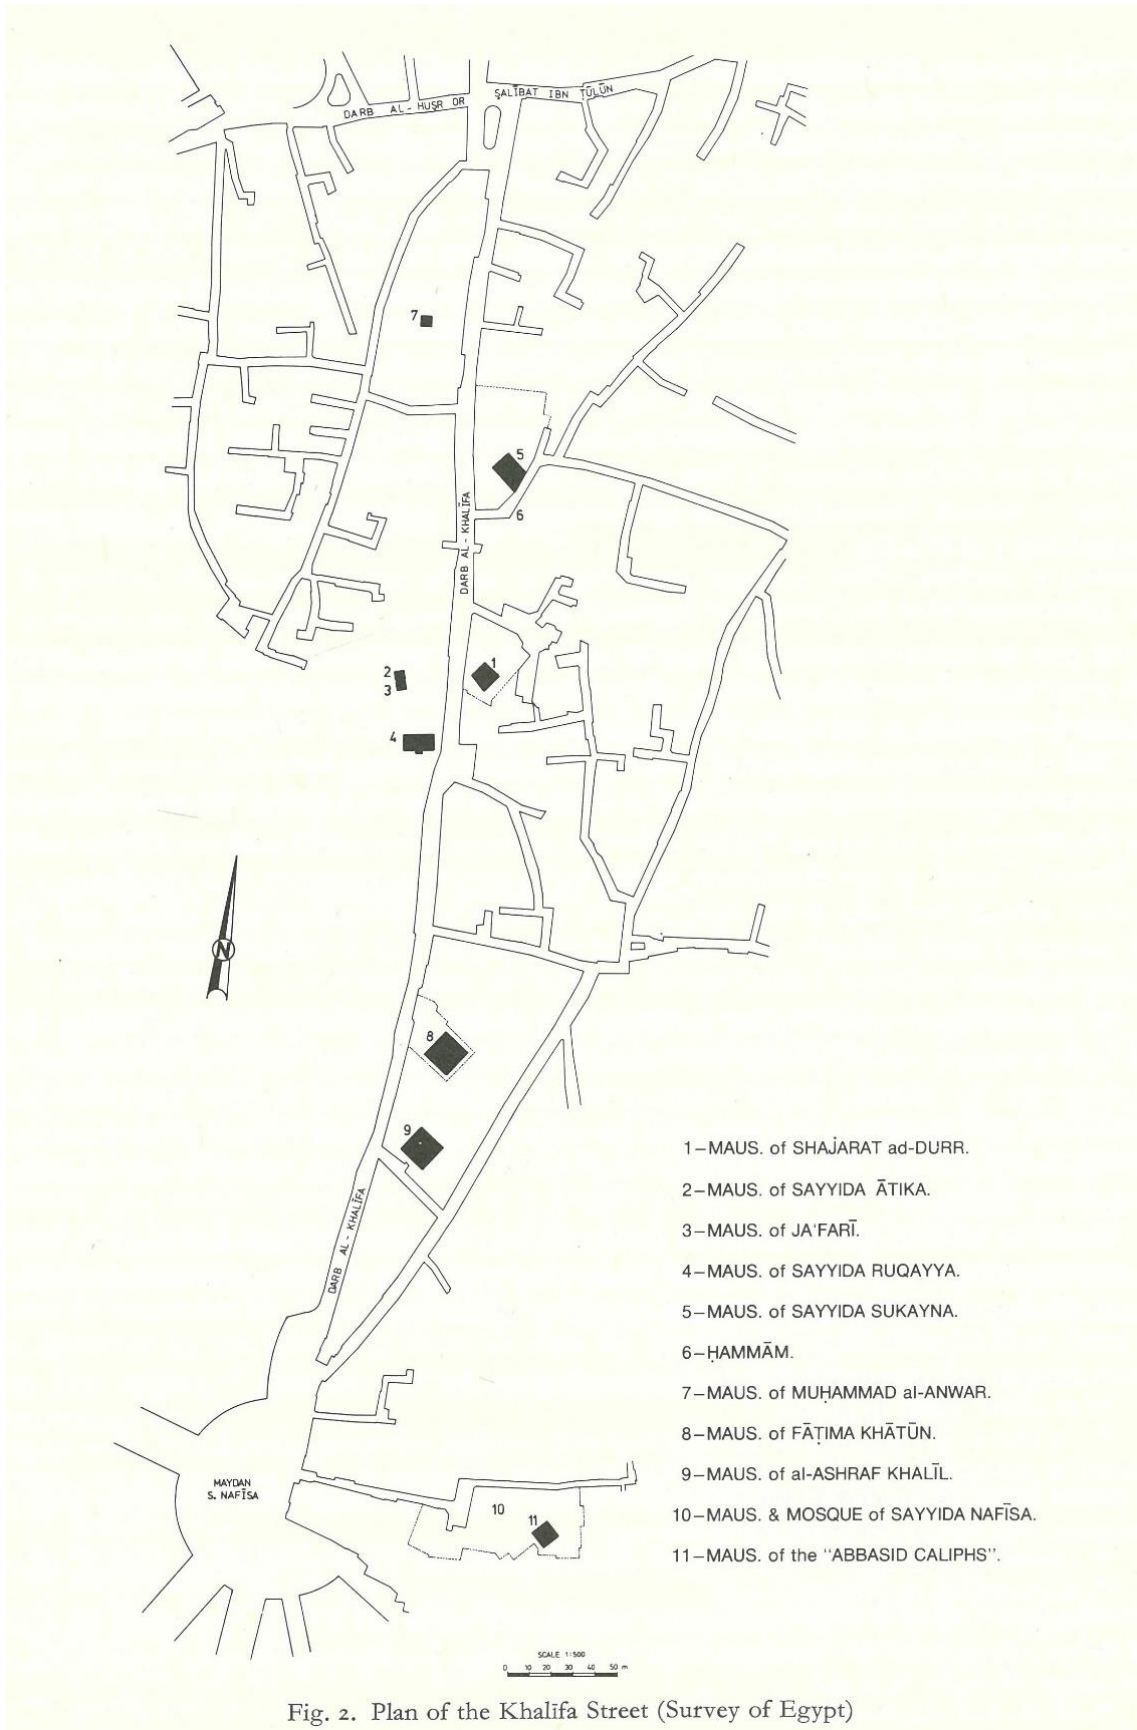 DARB AL-HUṢR OR
ṢALĪBAT IBN ṬŪLŪN
7
5
6
DARB AL-KHALĪFA
1
2
3
4
N
8
9
DARB AL-KHALĪFA
MAYDAN
S. NAFĪSA
10
11
1–MAUS. of SHAJARAT ad-DURR.
2–MAUS. of SAYYIDA ĀTIKA.
3–MAUS. of JA'FARĪ.
4–MAUS. of SAYYIDA RUQAYYA.
5–MAUS. of SAYYIDA SUKAYNA.
6–ḤAMMĀM.
7–MAUS. of MUḤAMMAD al-ANWAR.
8–MAUS. of FĀṬIMA KHĀTŪN.
9–MAUS. of al-ASHRAF KHALĪL.
10–MAUS. & MOSQUE of SAYYIDA NAFĪSA.
11–MAUS. of the "ABBASID CALIPHS".
SCALE 1:500
0 10 20 30 40 50 m
Fig. 2. Plan of the Khalīfa Street (Survey of Egypt)